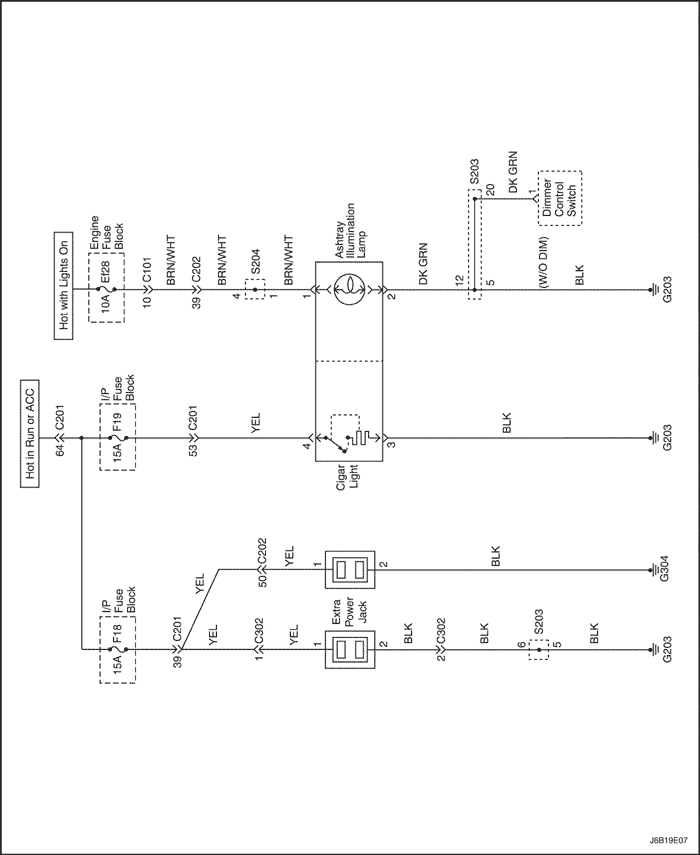 Hot in Run or ACC
64 C201
I/P
Fuse
Block
15A F18
39 C201
YEL
YEL
1 C302
YEL
1
Extra
Power
Jack
2
BLK
2 C302
BLK
6
S203
5
BLK
G203
50 C202
YEL
1
2
BLK
G304
I/P
Fuse
Block
15A F19
53 C201
YEL
4
Cigar
Light
3
BLK
G203
Hot with Lights On
Engine
Fuse
Block
10A Ef28
10 C101
BRN/WHT
39 C202
BRN/WHT
4
S204
1
BRN/WHT
1
Ashtray
Illumination
Lamp
2
DK GRN
12
S203
20
5
DK GRN
1
Dimmer
Control
Switch
(W/O DIM)
BLK
G203
J6B19E07